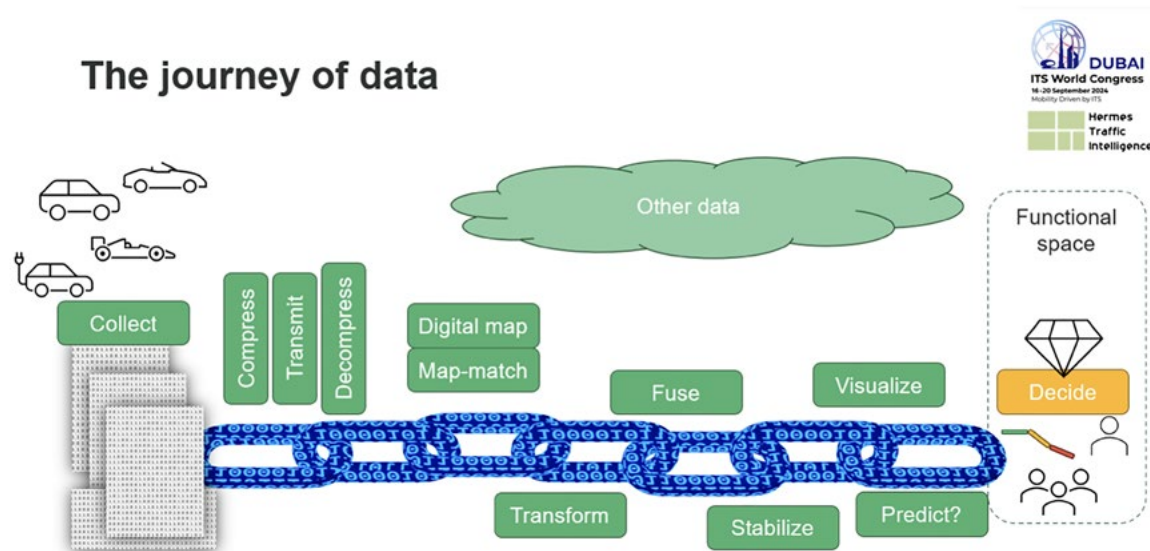 The journey of data
DUBAI
ITS World Congress
16-20 September 2024
Mobility Driven by ITS
Hermes
Traffic
Intelligence
Other data
Functional
space
Collect
Compress
Transmit
Decompress
Digital map
Map-match
Fuse
Visualize
Decide
Transform
Stabilize
Predict?